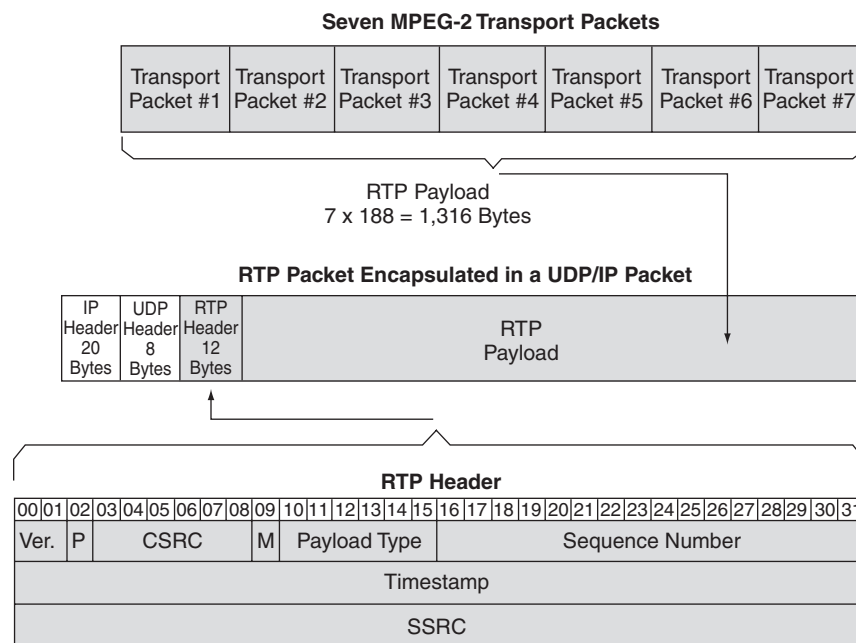 Seven MPEG-2 Transport Packets
Transport Packet #1
Transport Packet #2
Transport Packet #3
Transport Packet #4
Transport Packet #5
Transport Packet #6
Transport Packet #7
RTP Payload
7 x 188 = 1,316 Bytes
RTP Packet Encapsulated in a UDP/IP Packet
IP
Header
20
Bytes
UDP
Header
8
Bytes
RTP
Header
12
Bytes
RTP
Payload
RTP Header
00 01 02 03 04 05 06 07 08 09 10 11 12 13 14 15 16 17 18 19 20 21 22 23 24 25 26 27 28 29 30 31
Ver. P CSRC M Payload Type Sequence Number
Timestamp
SSRC